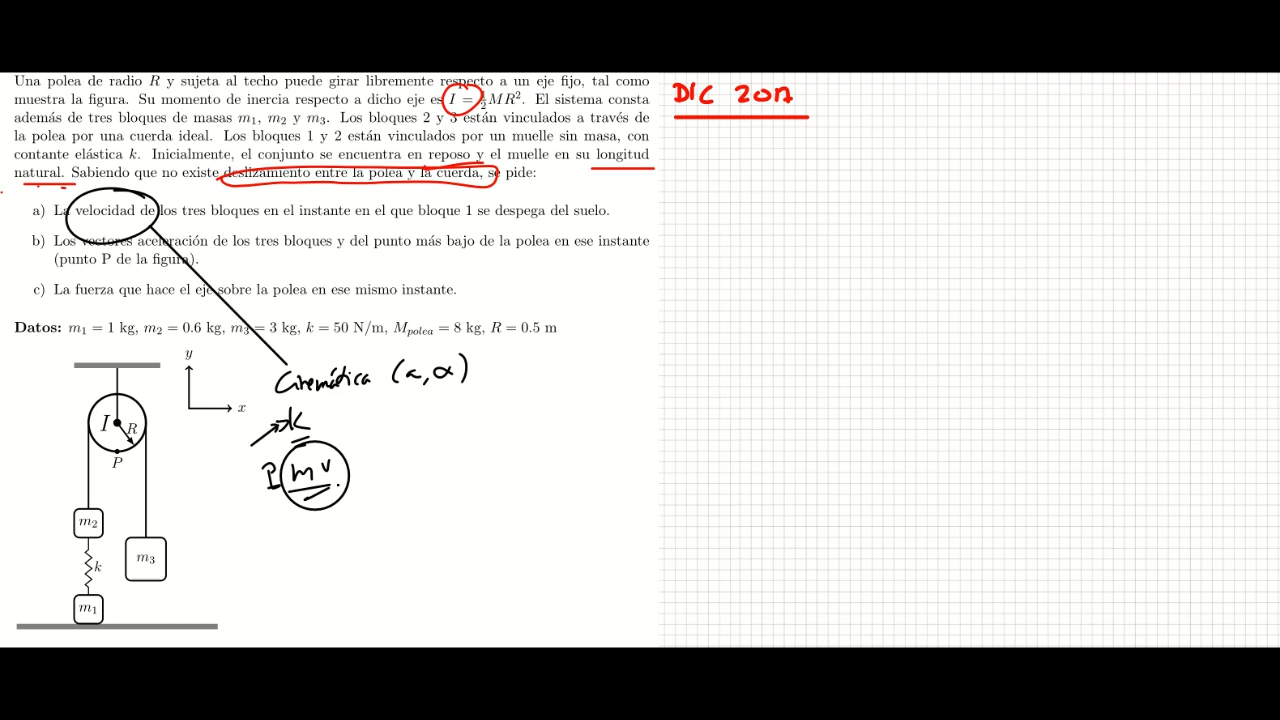 Una polea de radio R y sujeta al techo puede girar libremente respecto a un eje fijo, tal como
muestra la figura. Su momento de inercia respecto a dicho eje es I = ½MR². El sistema consta
además de tres bloques de masas m₁, m₂ y m₃. Los bloques 2 y 3 están vinculados a través de
la polea por una cuerda ideal. Los bloques 1 y 2 están vinculados por un muelle sin masa, con
contante elástica k. Inicialmente, el conjunto se encuentra en reposo y el muelle en su longitud
natural. Sabiendo que no existe deslizamiento entre la polea y la cuerda, se pide:
a) La velocidad de los tres bloques en el instante en el que bloque 1 se despega del suelo.
b) Los vectores aceleración de los tres bloques y del punto más bajo de la polea en ese instante
(punto P de la figura).
c) La fuerza que hace el eje sobre la polea en ese mismo instante.
Datos: m₁ = 1 kg, m₂ = 0.6 kg, m₃ = 3 kg, k = 50 N/m, M_polea = 8 kg, R = 0.5 m
y
x
I
R
P
m₂
k
m₃
m₁
Cinemática (a, α)
K
mv
DIC 2017